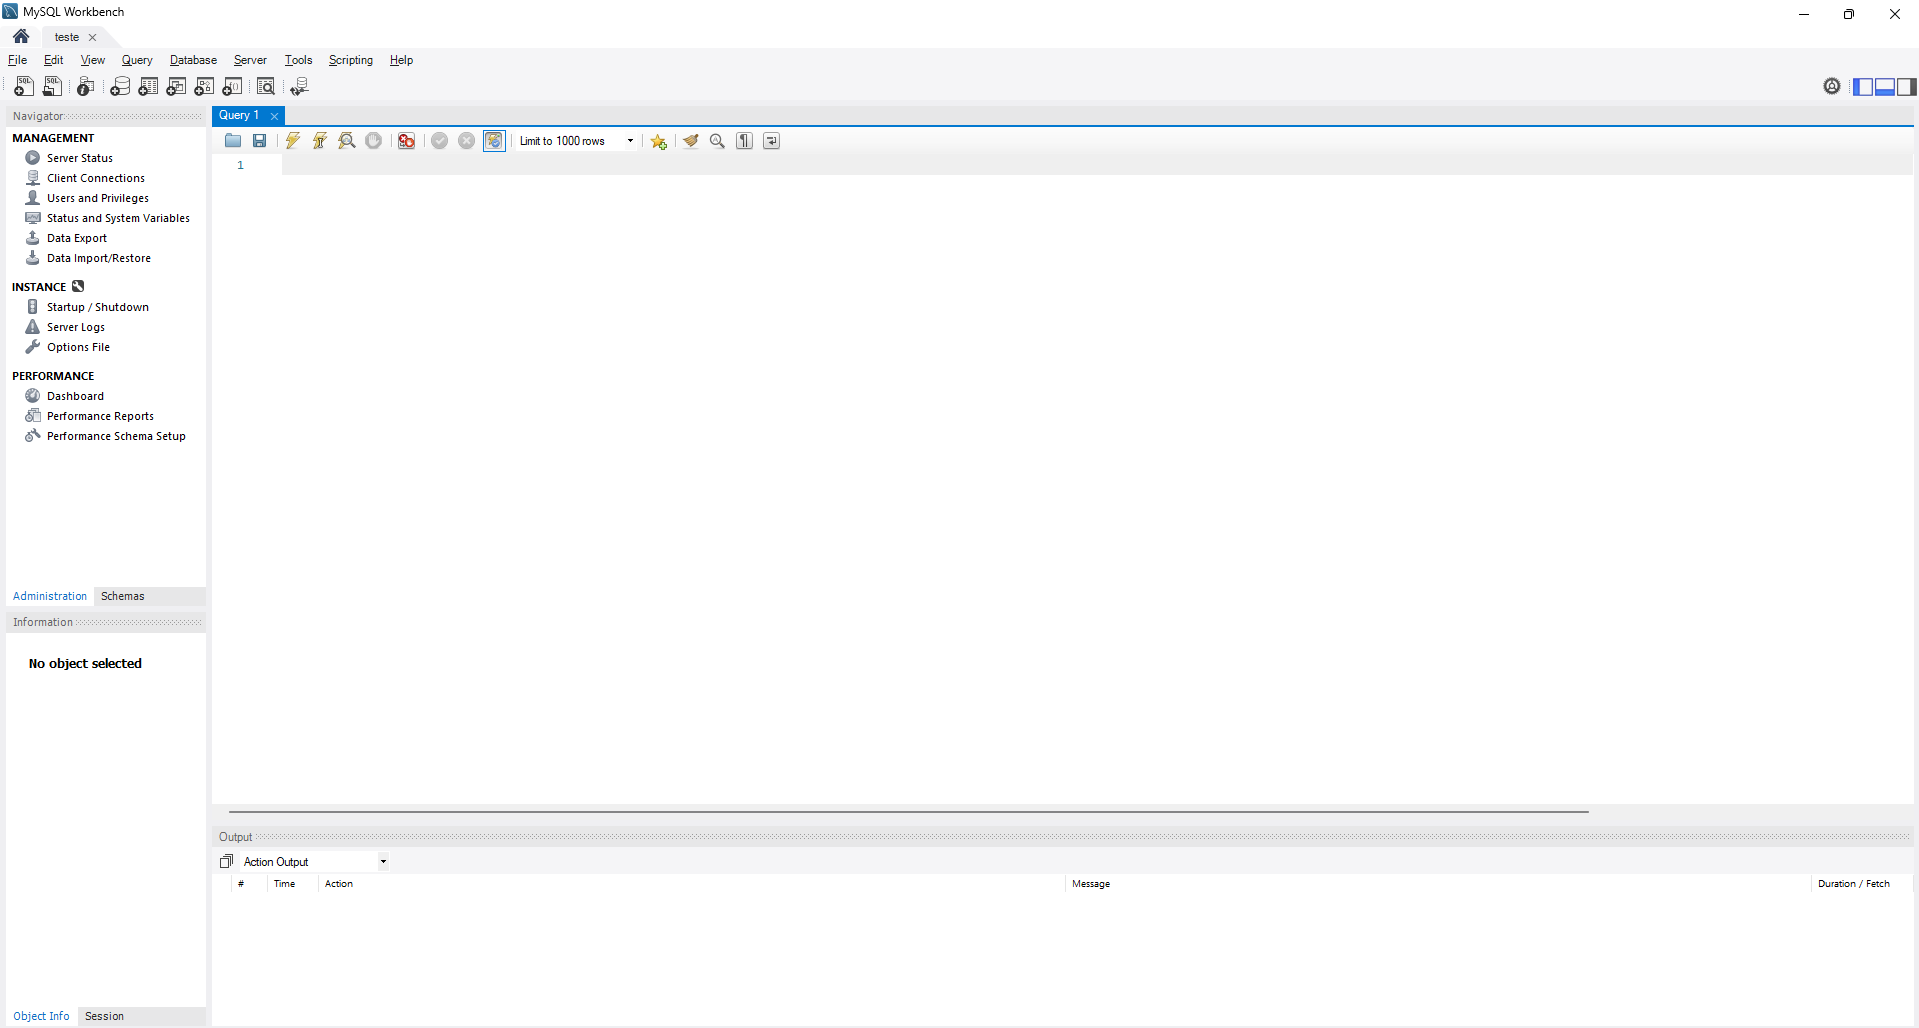 MySQL Workbench
teste
File Edit View Query Database Server Tools Scripting Help
Navigator
Query 1
MANAGEMENT
Limit to 1000 rows
Server Status
1
Client Connections
Users and Privileges
Status and System Variables
Data Export
Data Import/Restore
INSTANCE
Startup / Shutdown
Server Logs
Options File
PERFORMANCE
Dashboard
Performance Reports
Performance Schema Setup
Administration Schemas
Information
No object selected
Output
Action Output
# Time Action Message Duration / Fetch
Object Info Session